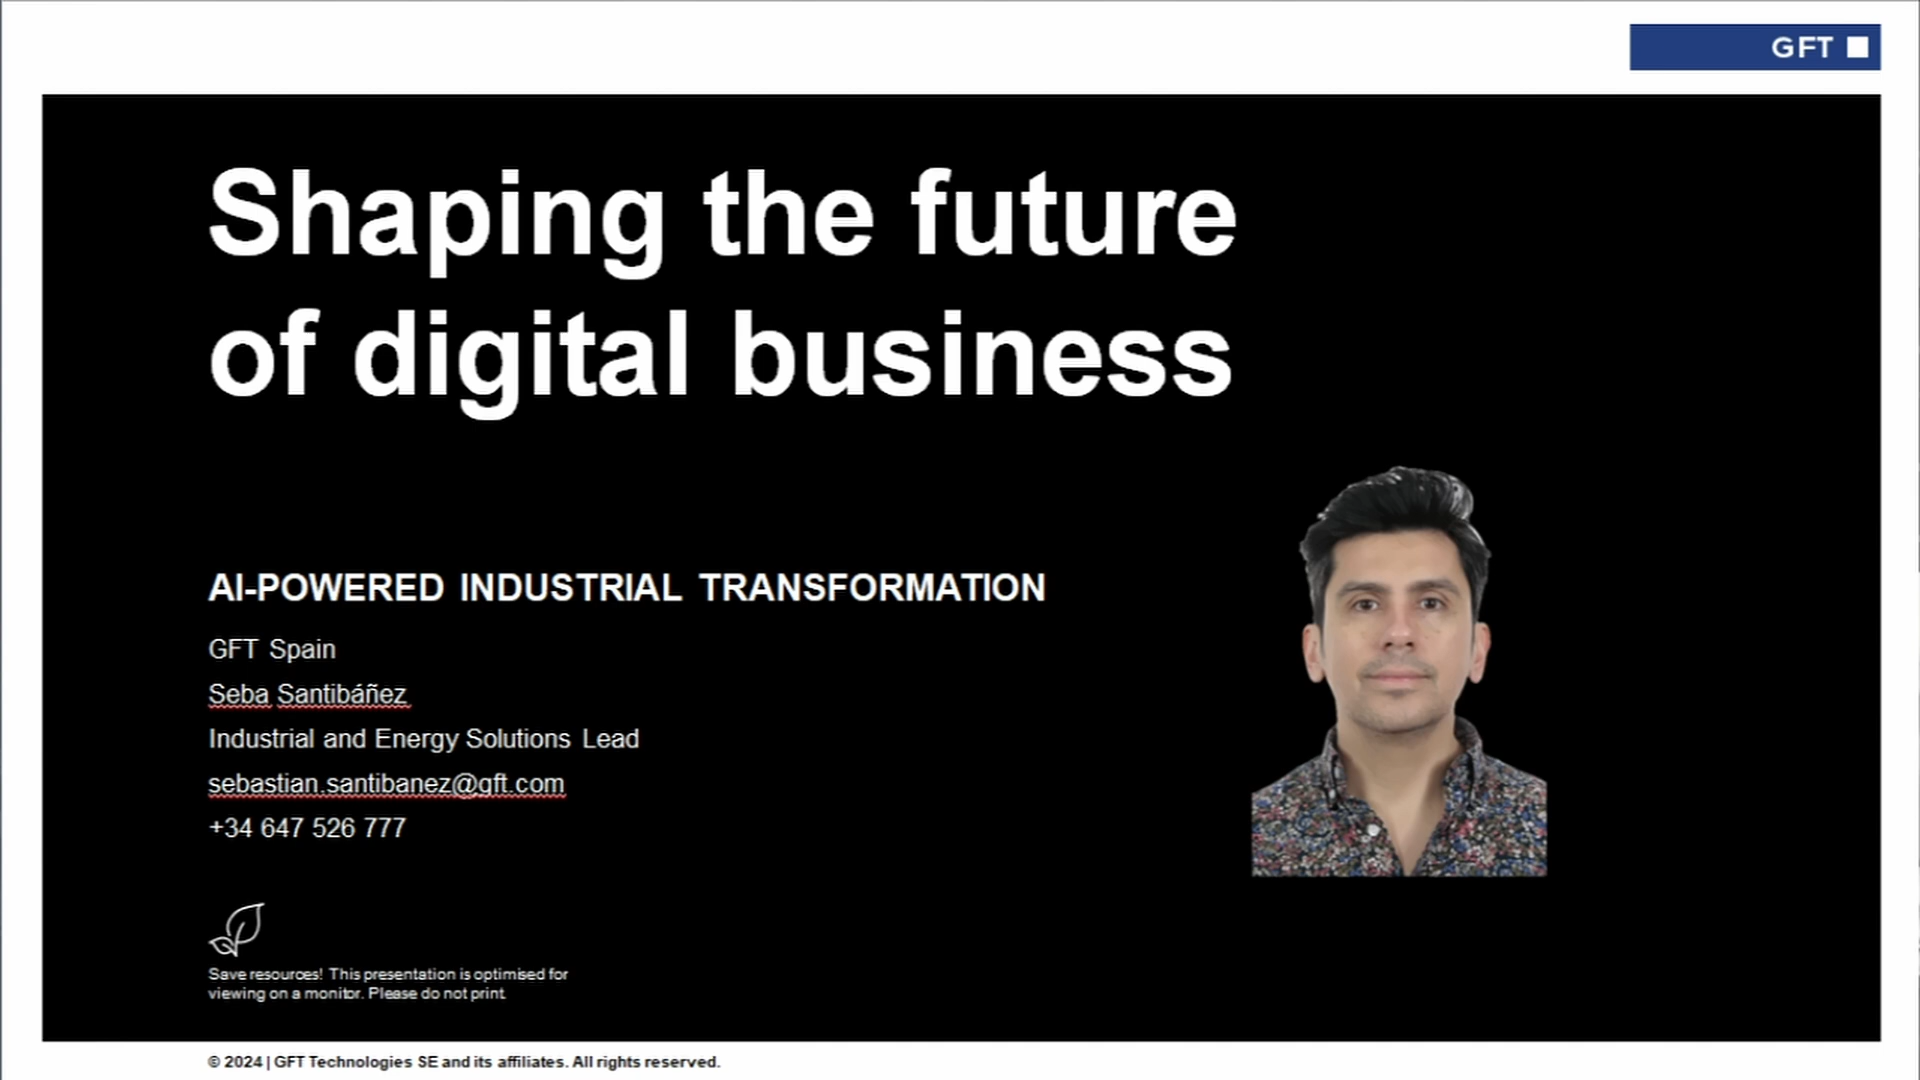 GFT
Shaping the future
of digital business
AI-POWERED INDUSTRIAL TRANSFORMATION
GFT Spain
Seba Santibáñez
Industrial and Energy Solutions Lead
sebastian.santibanez@gft.com
+34 647 526 777
Save resources! This presentation is optimised for
viewing on a monitor. Please do not print.
© 2024 | GFT Technologies SE and its affiliates. All rights reserved.